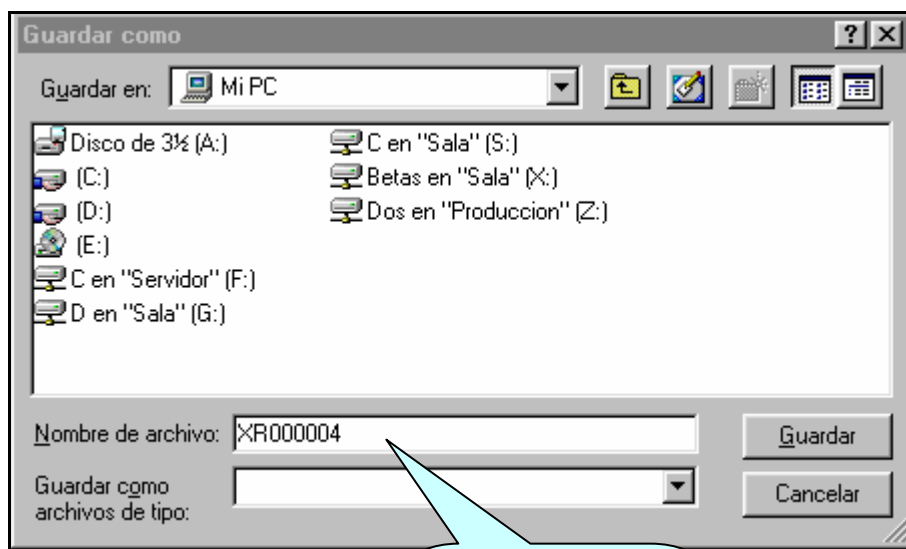 Guardar como
Guardar en: Mi PC
Disco de 3½ (A:)
(C:)
(D:)
(E:)
C en "Servidor" (F:)
D en "Sala" (G:)
C en "Sala" (S:)
Betas en "Sala" (X:)
Dos en "Produccion" (Z:)
Nombre de archivo: XR000004
Guardar
Guardar como
archivos de tipo:
Cancelar